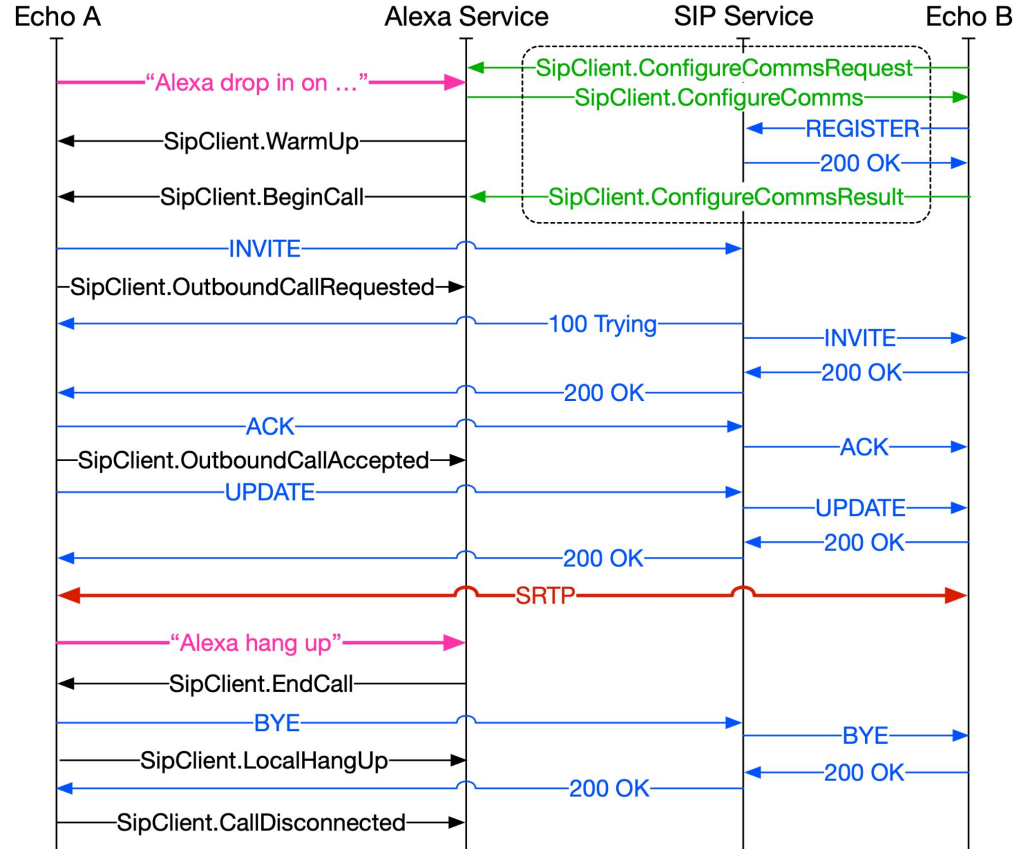 Echo A
Alexa Service
SIP Service
Echo B
SipClient.ConfigureCommsRequest
“Alexa drop in on ...”
SipClient.ConfigureComms
REGISTER
SipClient.WarmUp
200 OK
SipClient.BeginCall
SipClient.ConfigureCommsResult
INVITE
SipClient.OutboundCallRequested
100 Trying
INVITE
200 OK
200 OK
ACK
ACK
SipClient.OutboundCallAccepted
UPDATE
UPDATE
200 OK
200 OK
SRTP
“Alexa hang up”
SipClient.EndCall
BYE
BYE
SipClient.LocalHangUp
200 OK
200 OK
SipClient.CallDisconnected